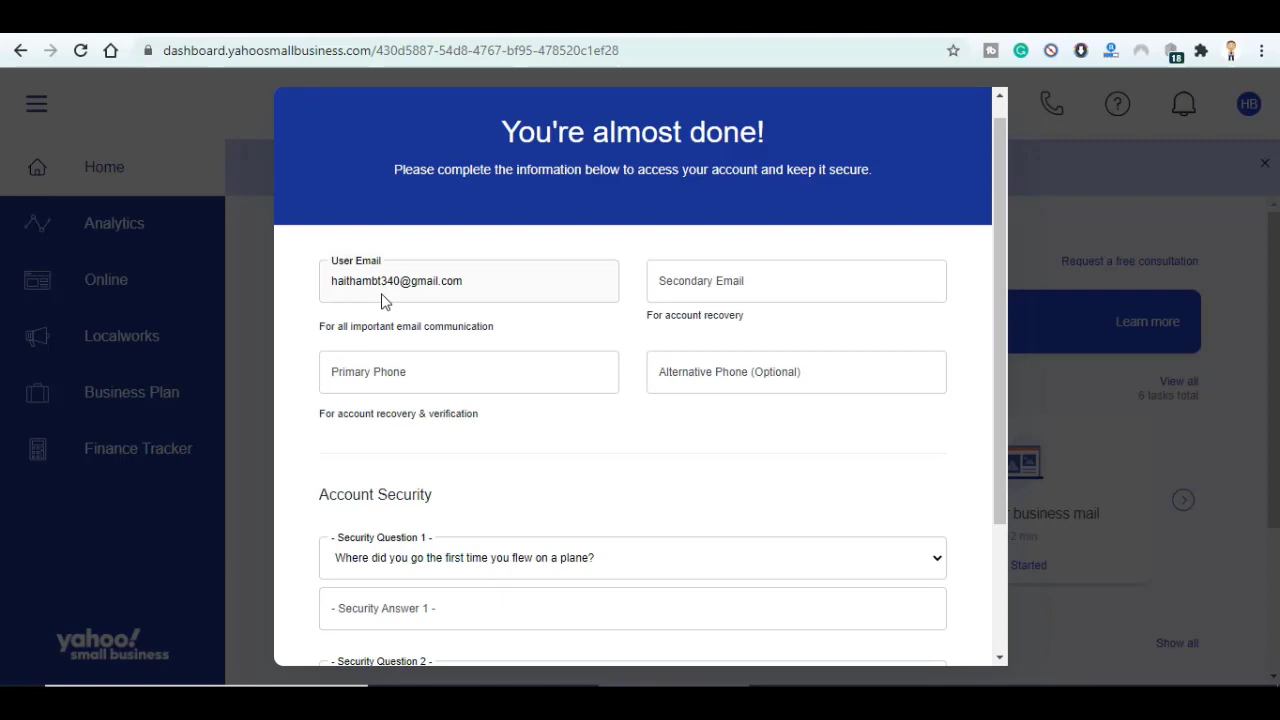 dashboard.yahoosmallbusiness.com/430d5887-54d8-4767-bf95-478520c1ef28
18
HB
Home
Analytics
Online
Localworks
Business Plan
Finance Tracker
yahoo!
small business
You're almost done!
Please complete the information below to access your account and keep it secure.
User Email
haithambt340@gmail.com
For all important email communication
Secondary Email
For account recovery
Primary Phone
For account recovery & verification
Alternative Phone (Optional)
Account Security
- Security Question 1 -
Where did you go the first time you flew on a plane?
- Security Answer 1 -
- Security Question 2 -
Request a free consultation
Learn more
View all
6 tasks total
business mail
2 min
Started
Show all